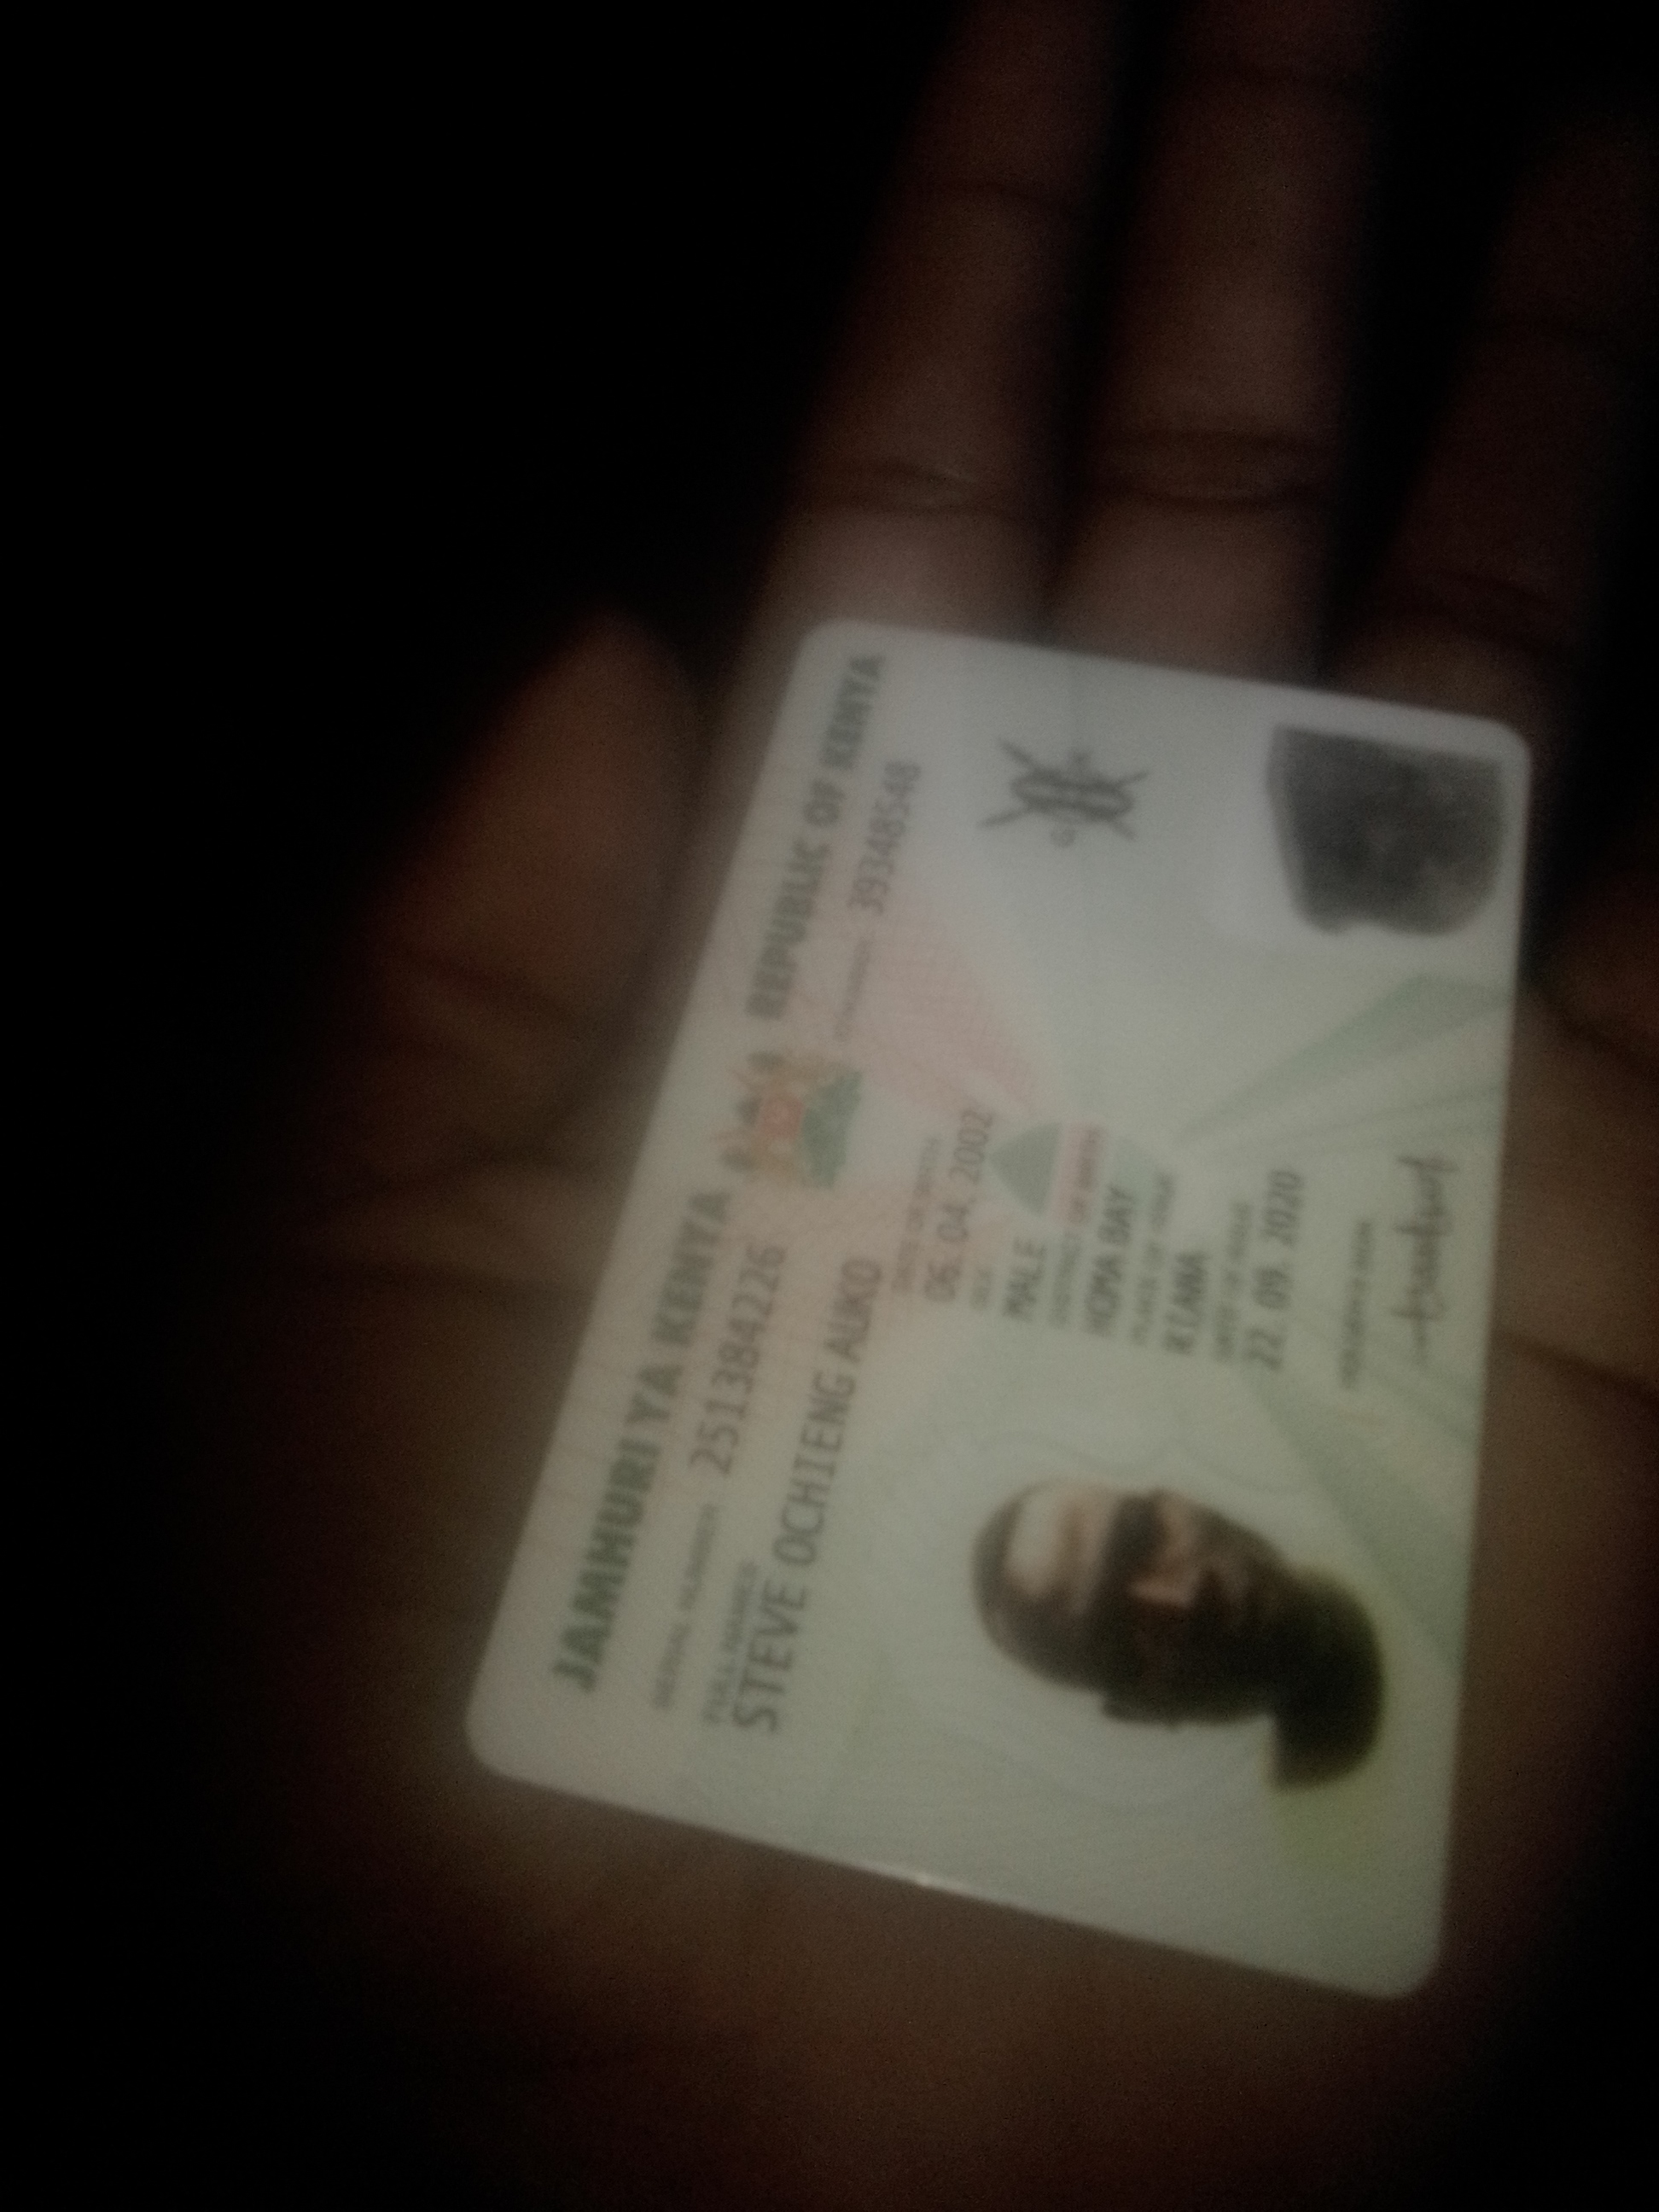 JAMHURI YA KENYA REPUBLIC OF KENYA
SERIAL NUMBER: 251384226 ID NUMBER: 39348548
FULL NAMES
STEVE OCHIENG AUKO
DATE OF BIRTH
06. 04. 2002
SEX
MALE
DISTRICT OF BIRTH
HOMA BAY
PLACE OF ISSUE
RIANA
DATE OF ISSUE
22. 09. 2020
HOLDER'S SIGN.